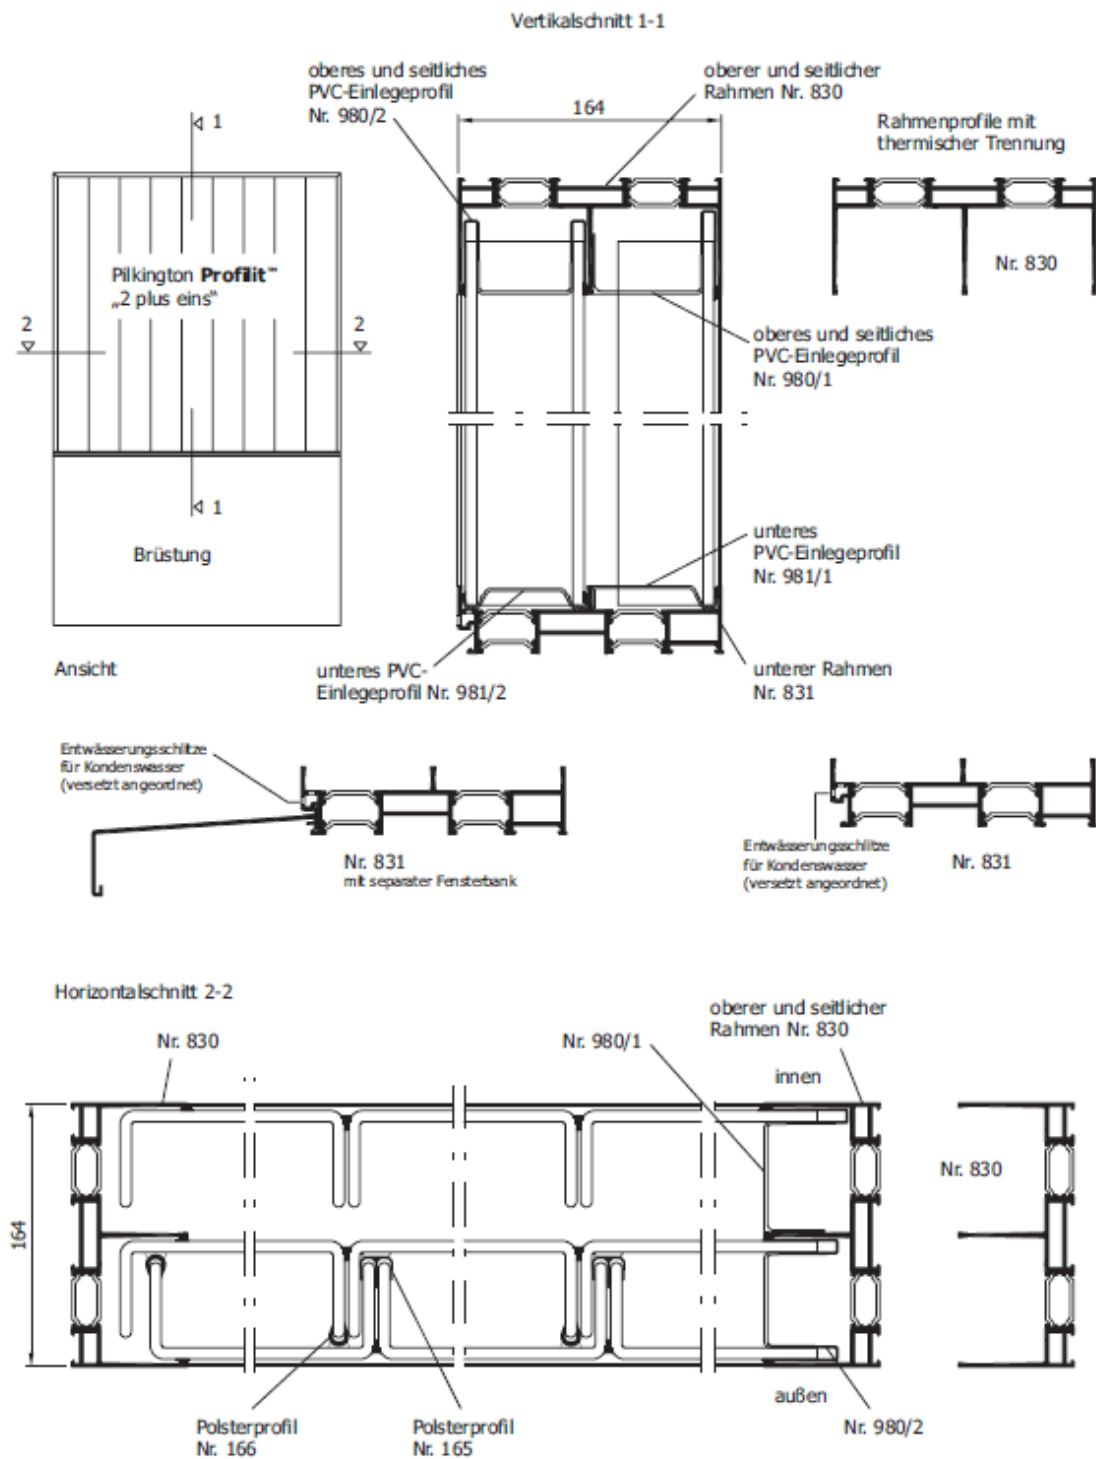 Vertikalschnitt 1-1
oberes und seitliches
PVC-Einlegeprofil
Nr. 980/2
oberer und seitlicher
Rahmen Nr. 830
164
Rahmenprofile mit
thermischer Trennung
Nr. 830
1
Pilkington Profilit™
„2 plus eins“
2
2
1
Brüstung
Ansicht
oberes und seitliches
PVC-Einlegeprofil
Nr. 980/1
unteres
PVC-Einlegeprofil
Nr. 981/1
unteres PVC-
Einlegeprofil Nr. 981/2
unterer Rahmen
Nr. 831
Entwässerungsschlitze
für Kondenswasser
(versetzt angeordnet)
Nr. 831
mit separater Fensterbank
Entwässerungsschlitze
für Kondenswasser
(versetzt angeordnet)
Nr. 831
Horizontalschnitt 2-2
Nr. 830
Nr. 980/1
oberer und seitlicher
Rahmen Nr. 830
innen
164
Nr. 830
außen
Polsterprofil
Nr. 166
Polsterprofil
Nr. 165
Nr. 980/2